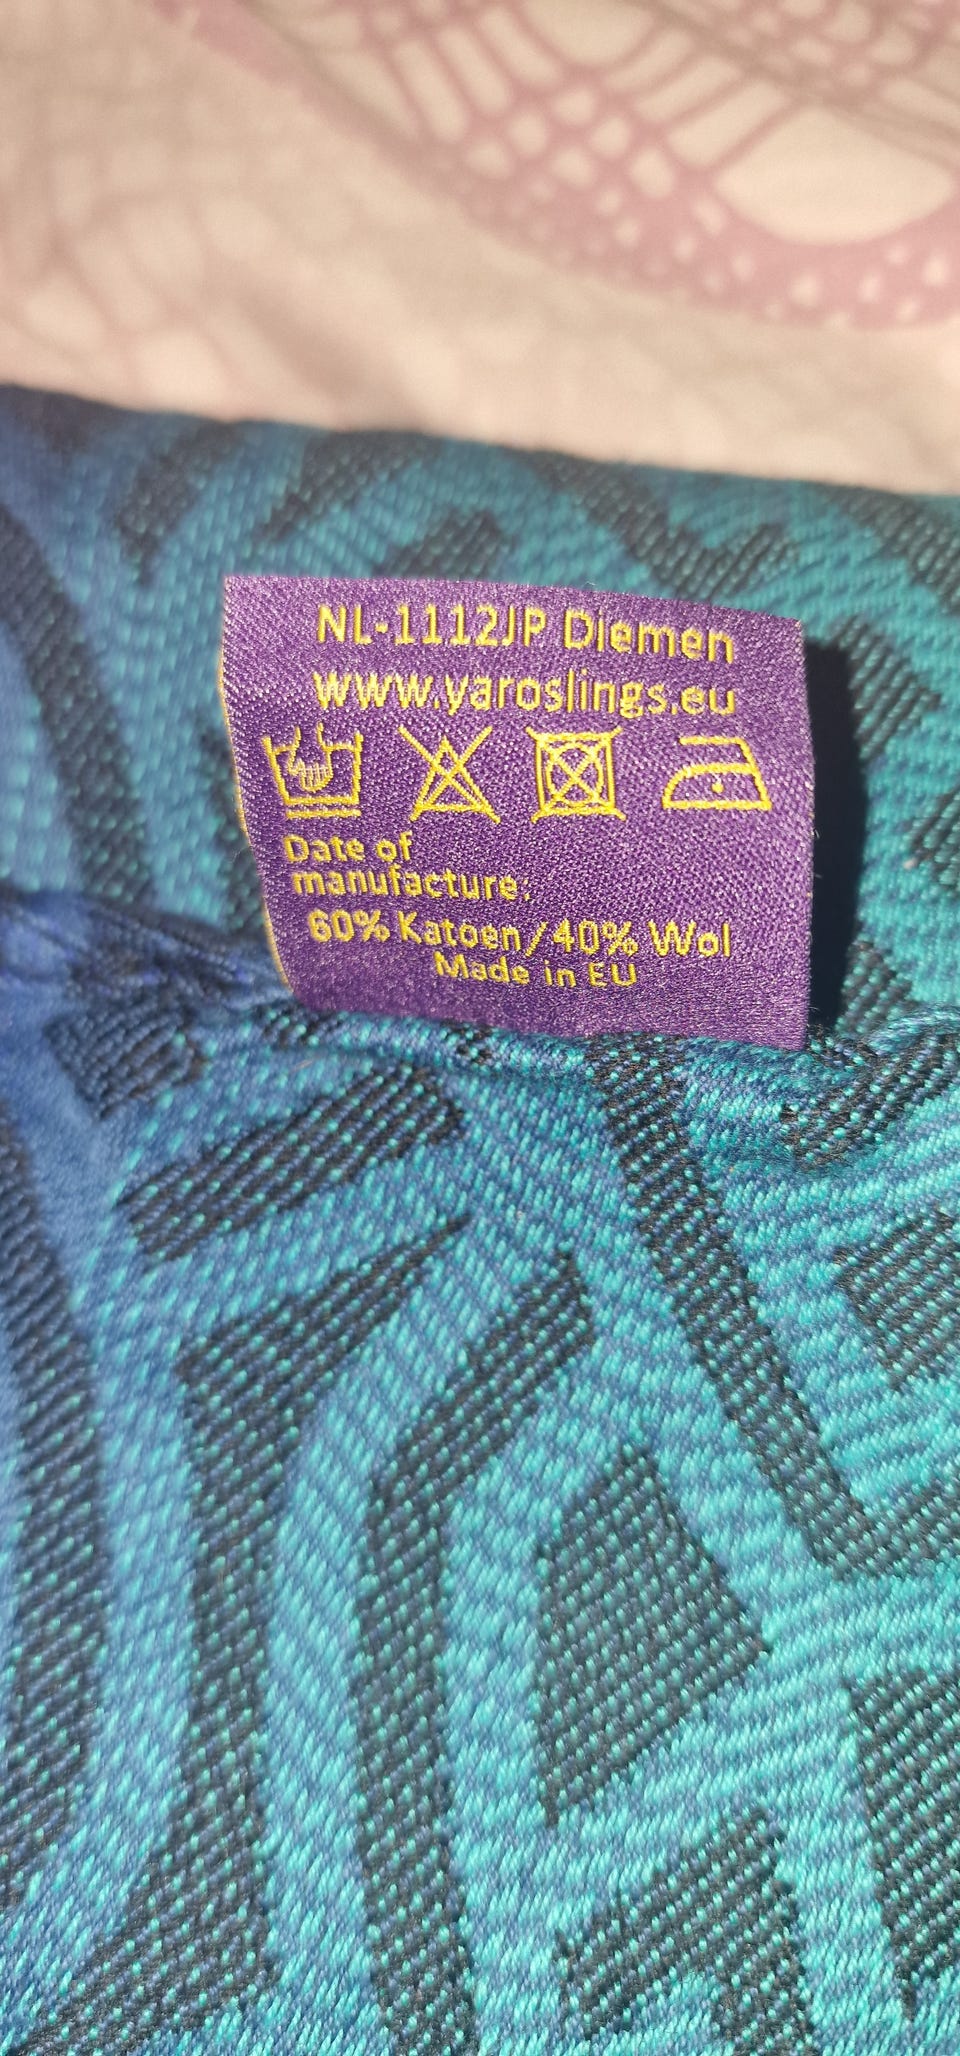 NL-1112JP Diemen
www.yaroslings.eu
Date of
manufacture:
60% Katoen/40% Wol
Made in EU